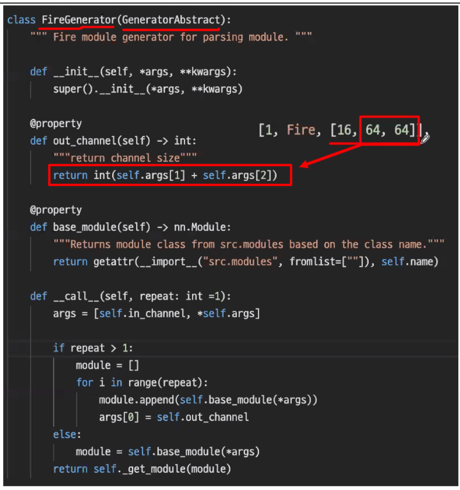 class FireGenerator(GeneratorAbstract):
""" Fire module generator for parsing module. """
def __init__(self, *args, **kwargs):
super().__init__(*args, **kwargs)
@property
def out_channel(self) -> int:
[1, Fire, [16, 64, 64]],
"""return channel size"""
return int(self.args[1] + self.args[2])
@property
def base_module(self) -> nn.Module:
"""Returns module class from src.modules based on the class name."""
return getattr(__import__("src.modules", fromlist=[""]), self.name)
def __call__(self, repeat: int =1):
args = [self.in_channel, *self.args]
if repeat > 1:
module = []
for i in range(repeat):
module.append(self.base_module(*args))
args[0] = self.out_channel
else:
module = self.base_module(*args)
return self._get_module(module)